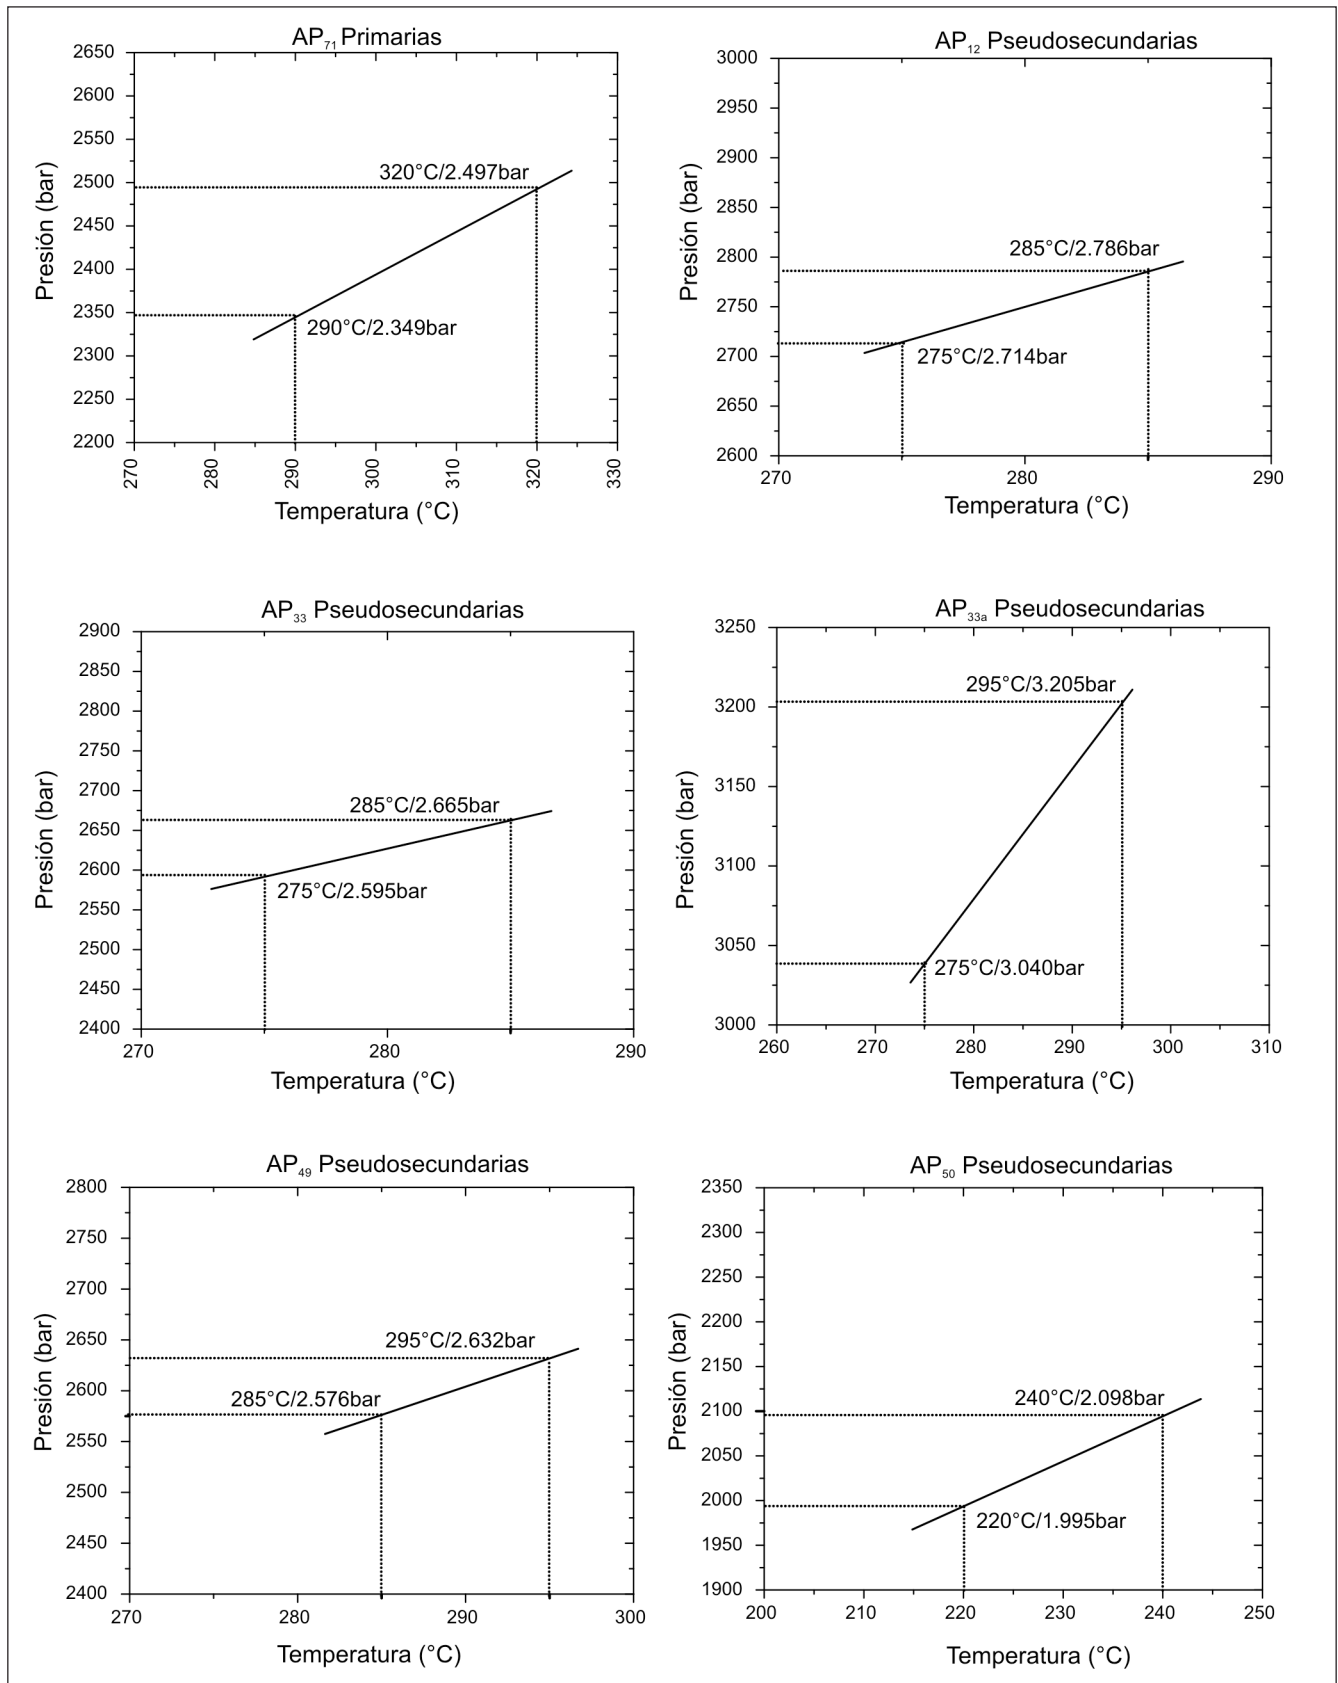 AP71 Primarias
2650
2600
2550
2500
2450
2400
2350
2300
2250
2200
Presión (bar)
320°C/2.497bar
290°C/2.349bar
270 280 290 300 310 320 330
Temperatura (°C)
AP12 Pseudosecundarias
3000
2950
2900
2850
2800
2750
2700
2650
2600
Presión (bar)
285°C/2.786bar
275°C/2.714bar
270 280 290
Temperatura (°C)
AP33 Pseudosecundarias
2900
2850
2800
2750
2700
2650
2600
2550
2500
2450
2400
Presión (bar)
285°C/2.665bar
275°C/2.595bar
270 280 290
Temperatura (°C)
AP33a Pseudosecundarias
3250
3200
3150
3100
3050
3000
Presión (bar)
295°C/3.205bar
275°C/3.040bar
260 270 280 290 300 310
Temperatura (°C)
AP49 Pseudosecundarias
2800
2750
2700
2650
2600
2550
2500
2450
2400
Presión (bar)
295°C/2.632bar
285°C/2.576bar
270 280 290 300
Temperatura (°C)
AP50 Pseudosecundarias
2350
2300
2250
2200
2150
2100
2050
2000
1950
1900
Presión (bar)
240°C/2.098bar
220°C/1.995bar
200 210 220 230 240 250
Temperatura (°C)